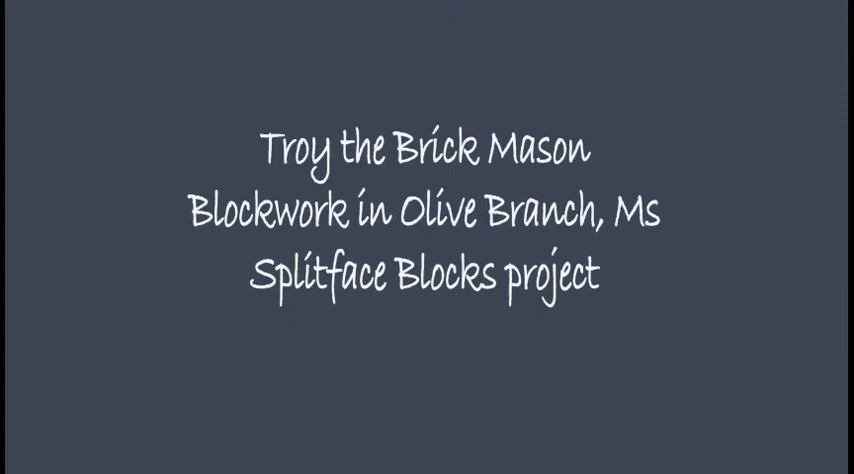 Troy the Brick Mason
Blockwork in Olive Branch, Ms
Splitface Blocks project